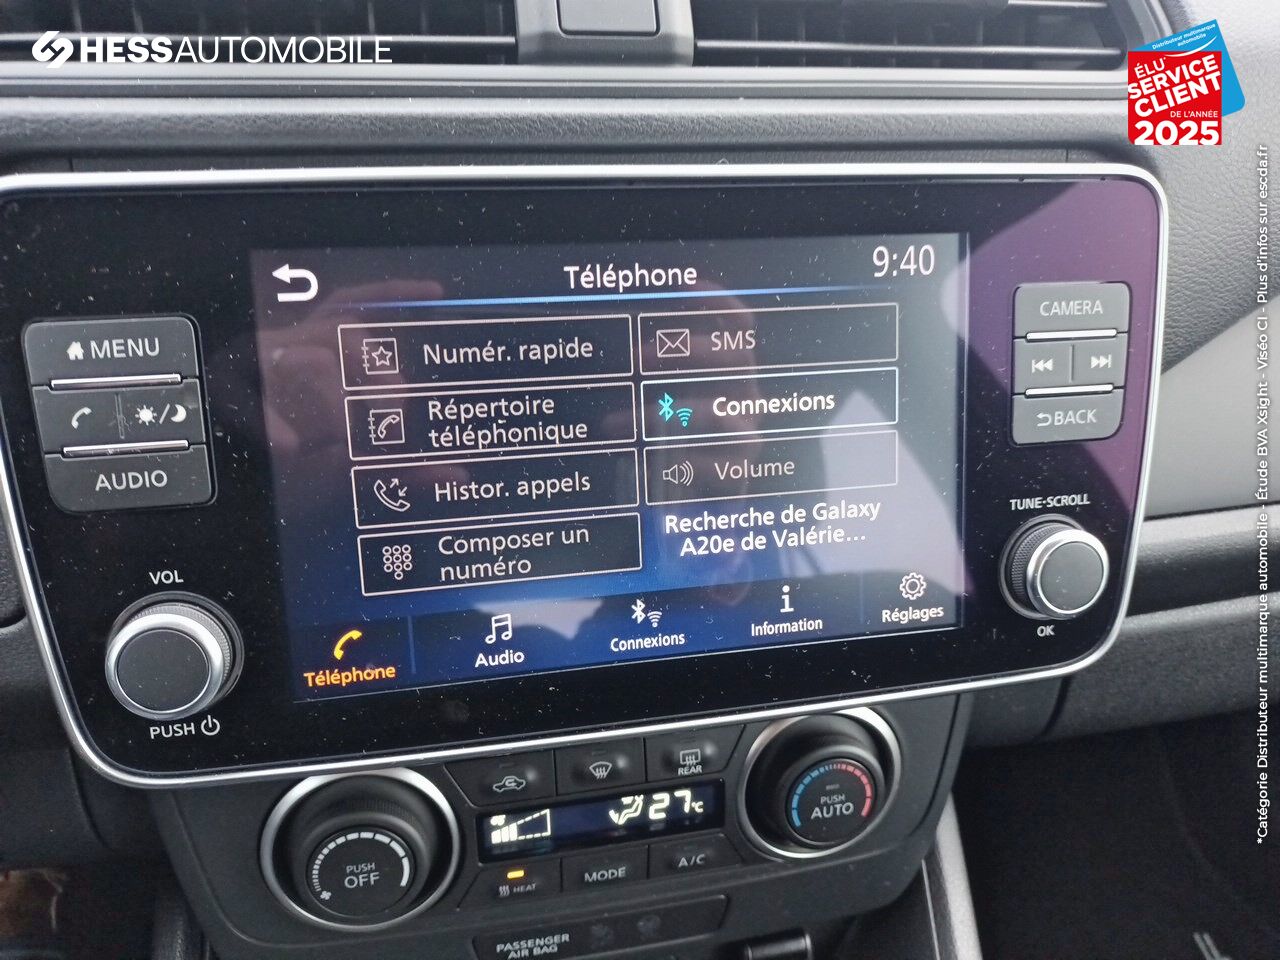 HESSAUTOMOBILE
Distributeur multimarque
automobile
ÉLU
SERVICE
CLIENT
DE L'ANNÉE
2025
*Catégorie Distributeur multimarque automobile - Étude BVA Xsight - Viséo CI - Plus d'infos sur escda.fr
Téléphone
9:40
MENU
AUDIO
VOL
PUSH
Numér. rapide
SMS
Répertoire
téléphonique
Connexions
Histor. appels
Volume
Composer un
numéro
Recherche de Galaxy
A20e de Valérie...
Téléphone
Audio
Connexions
Information
Réglages
CAMERA
BACK
TUNE·SCROLL
OK
REAR
27°C
PUSH
OFF
PUSH
AUTO
HEAT
MODE
A/C
PASSENGER
AIR BAG